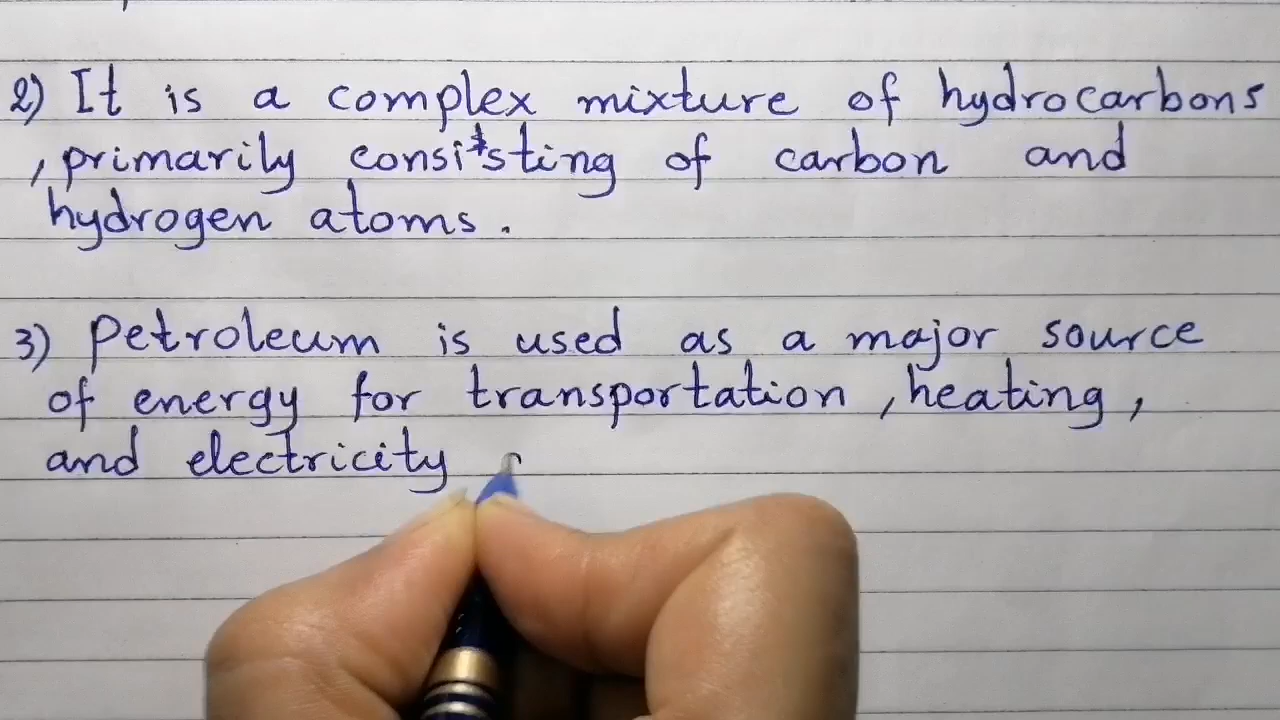 2) It is a complex mixture of hydrocarbons
, primarily consisting of carbon and
hydrogen atoms.
3) Petroleum is used as a major source
of energy for transportation, heating,
and electricity